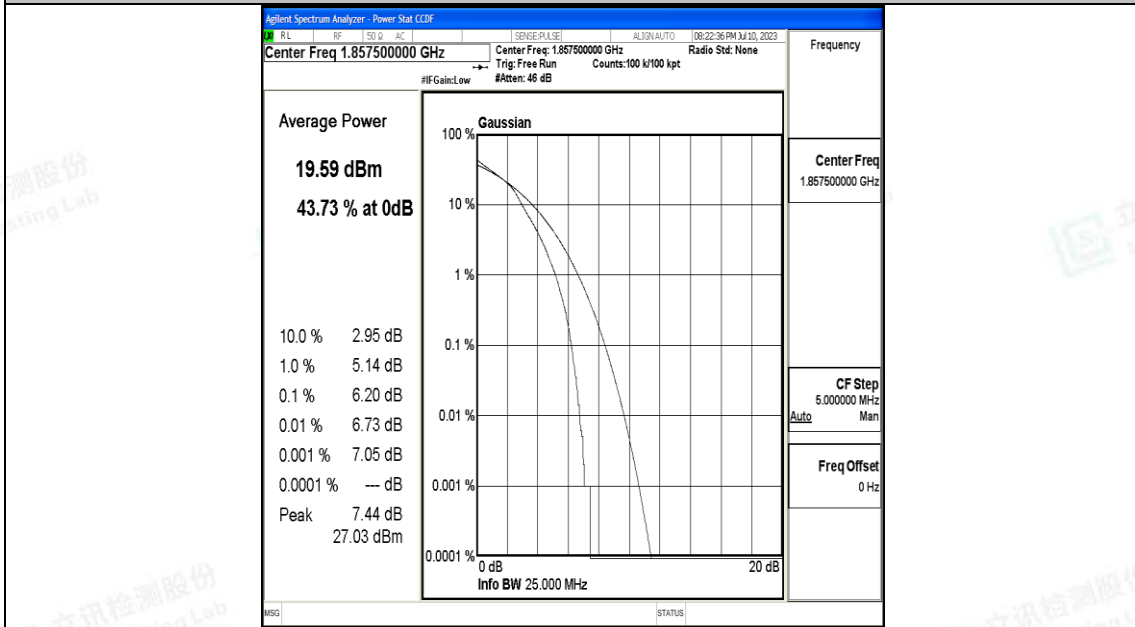 Agilent Spectrum Analyzer - Power Stat CCDF
RL RF 50 Ω AC SENSE:PULSE ALIGN AUTO 08:22:36 PM Jul 10, 2023
Center Freq 1.857500000 GHz
Center Freq: 1.857500000 GHz Radio Std: None
Trig: Free Run Counts:100 k/100 kpt
#IFGain:Low #Atten: 46 dB
Frequency
Average Power
19.59 dBm
43.73 % at 0dB
10.0 % 2.95 dB
1.0 % 5.14 dB
0.1 % 6.20 dB
0.01 % 6.73 dB
0.001 % 7.05 dB
0.0001 % --- dB
Peak 7.44 dB
27.03 dBm
Gaussian
100 %
10 %
1 %
0.1 %
0.01 %
0.001 %
0.0001 %
0 dB 20 dB
Info BW 25.000 MHz
Center Freq
1.857500000 GHz
CF Step
5.000000 MHz
Auto Man
Freq Offset
0 Hz
MSG STATUS
立讯检测股份